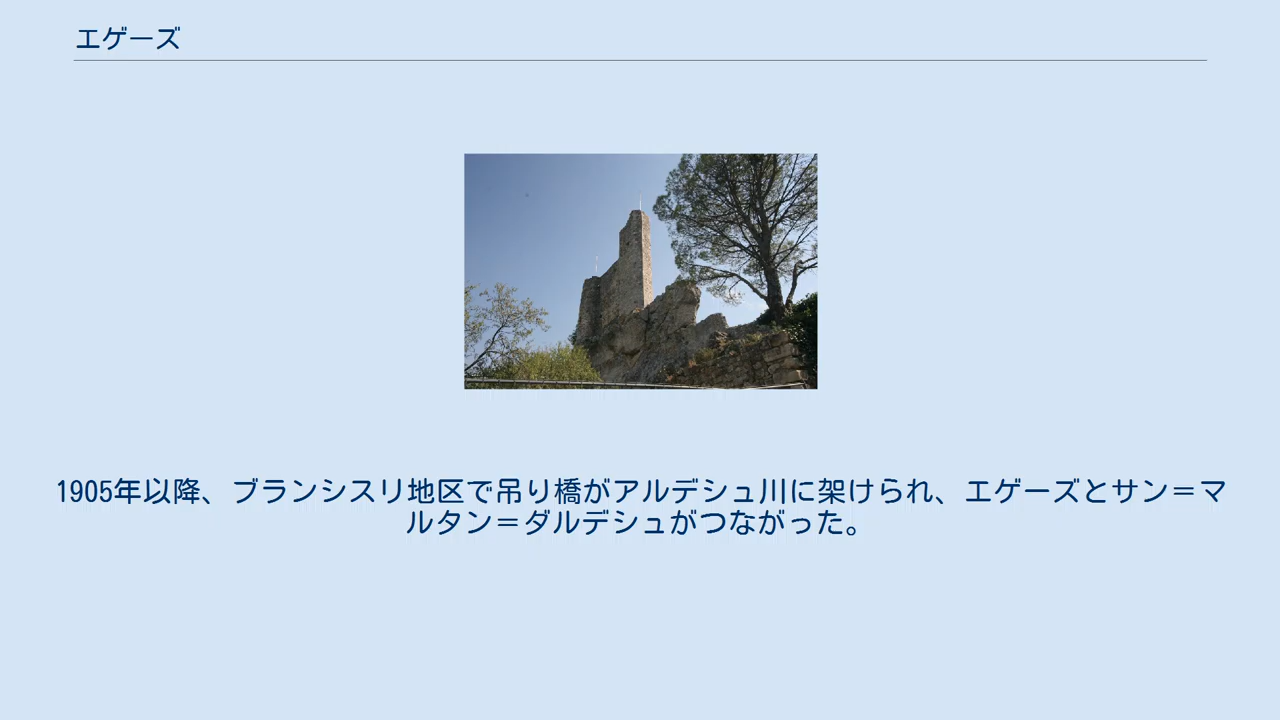 エゲーズ
1905年以降、ブランシスリ地区で吊り橋がアルデシュ川に架けられ、エゲーズとサン＝マ
ルタン＝ダルデシュがつながった。